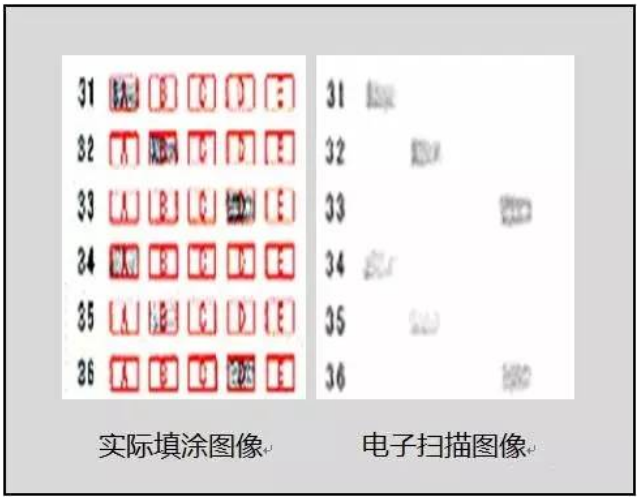 31 A B C D E
32 A B C D E
33 A B C D E
34 A B C D E
35 A B C D E
36 A B C D E
31
32
33
34
35
36
实际填涂图像
电子扫描图像